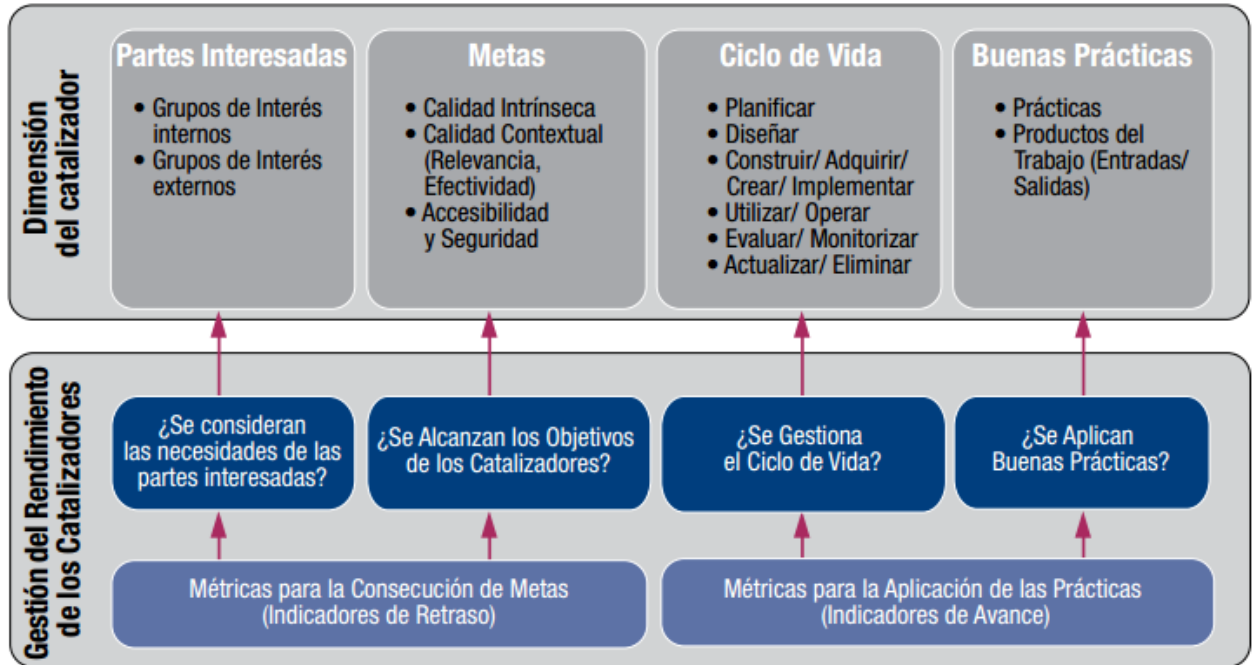 Dimensión
del catalizador
Partes Interesadas
• Grupos de Interés
internos
• Grupos de Interés
externos
Metas
• Calidad Intrínseca
• Calidad Contextual
(Relevancia,
Efectividad)
• Accesibilidad
y Seguridad
Ciclo de Vida
• Planificar
• Diseñar
• Construir/ Adquirir/
Crear/ Implementar
• Utilizar/ Operar
• Evaluar/ Monitorizar
• Actualizar/ Eliminar
Buenas Prácticas
• Prácticas
• Productos del
Trabajo (Entradas/
Salidas)
Gestión del Rendimiento
de los Catalizadores
¿Se consideran
las necesidades de las
partes interesadas?
¿Se Alcanzan los Objetivos
de los Catalizadores?
¿Se Gestiona
el Ciclo de Vida?
¿Se Aplican
Buenas Prácticas?
Métricas para la Consecución de Metas
(Indicadores de Retraso)
Métricas para la Aplicación de las Prácticas
(Indicadores de Avance)